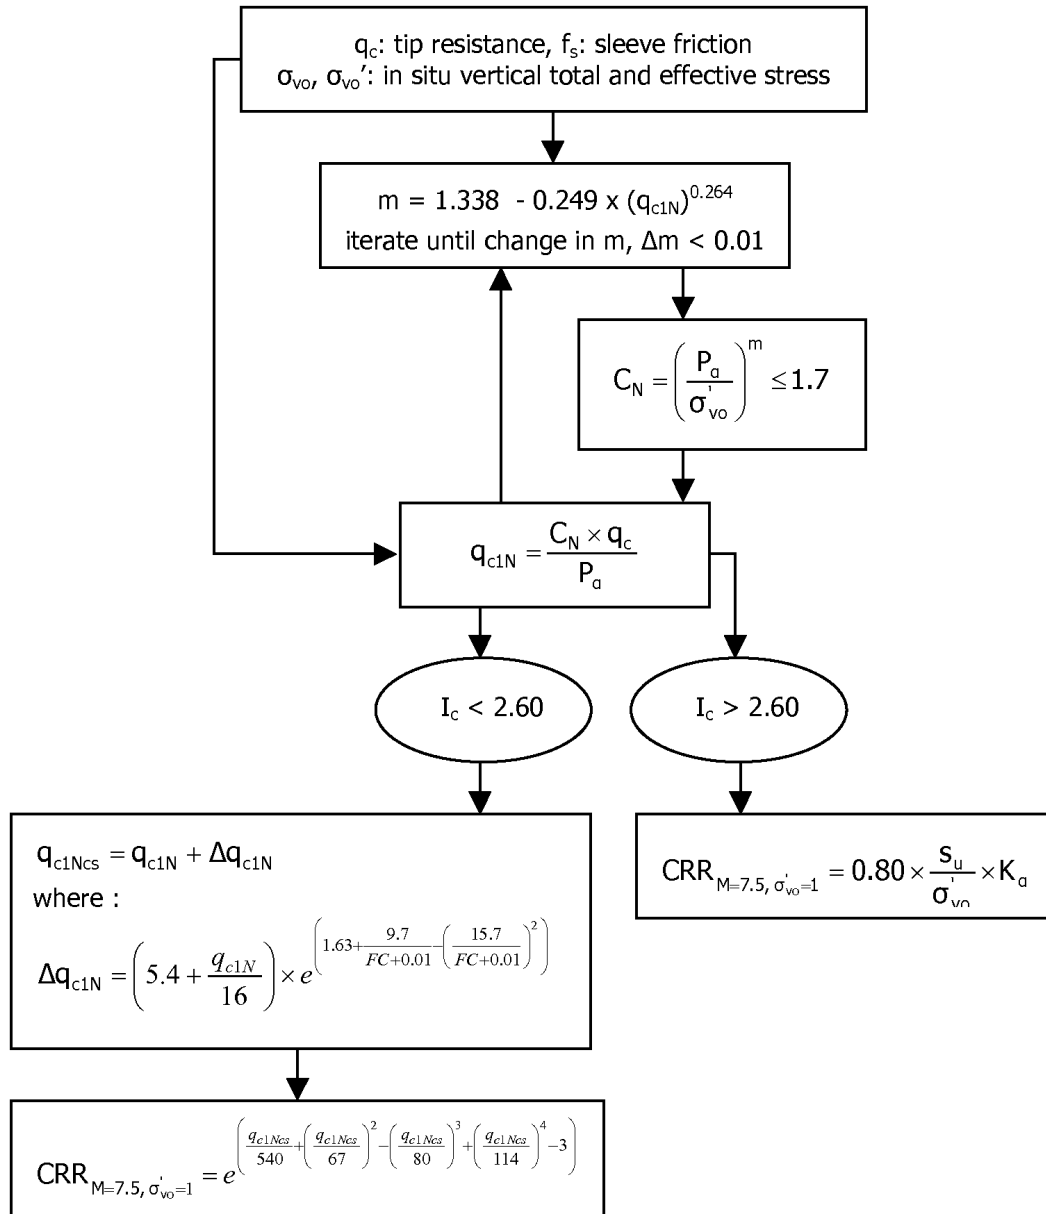 q_c: tip resistance, f_s: sleeve friction
σ_vo, σ_vo': in situ vertical total and effective stress
m = 1.338 - 0.249 x (q_c1N)^0.264
iterate until change in m, Δm < 0.01
C_N = (P_a / σ'_vo)^m ≤ 1.7
q_c1N = (C_N × q_c) / P_a
I_c < 2.60
I_c > 2.60
q_c1Ncs = q_c1N + Δq_c1N
where :
Δq_c1N = (5.4 + q_c1N / 16) × e^(1.63 + 9.7 / (FC+0.01) − (15.7 / (FC+0.01))^2)
CRR_M=7.5, σ'_vo=1 = 0.80 × s_u / σ'_vo × K_α
CRR_M=7.5, σ'_vo=1 = e^(q_c1Ncs / 540 + (q_c1Ncs / 67)^2 − (q_c1Ncs / 80)^3 + (q_c1Ncs / 114)^4 − 3)